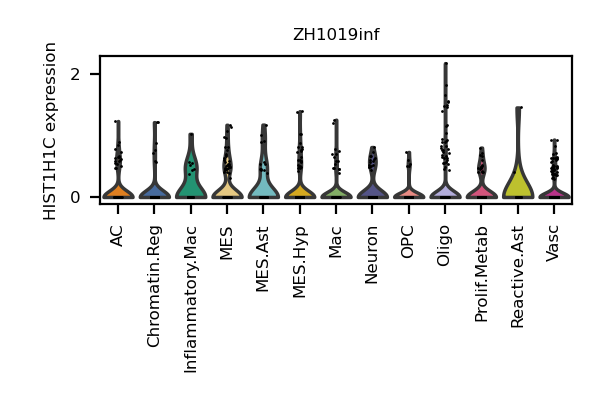 ZH1019inf
HIST1H1C expression
2
0
AC
Chromatin.Reg
Inflammatory.Mac
MES
MES.Ast
MES.Hyp
Mac
Neuron
OPC
Oligo
Prolif.Metab
Reactive.Ast
Vasc